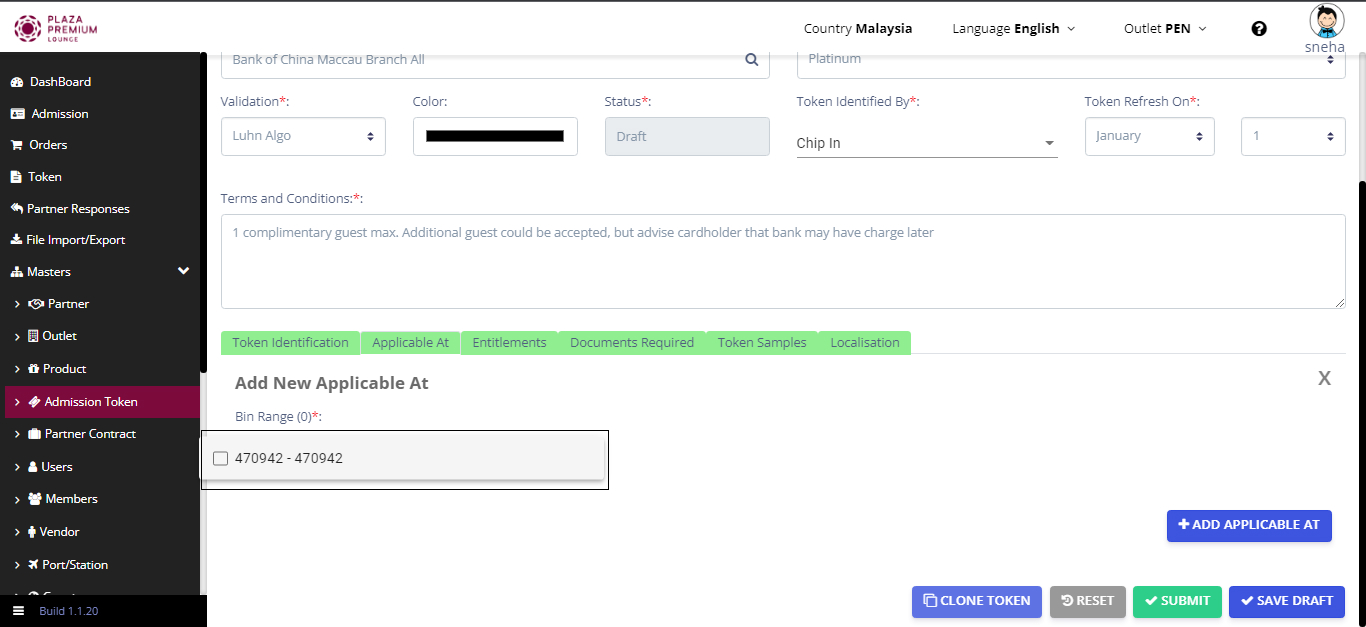 PLAZA
PREMIUM
LOUNGE
Country Malaysia
Language English
Outlet PEN
sneha
DashBoard
Admission
Orders
Token
Partner Responses
File Import/Export
Masters
Partner
Outlet
Product
Admission Token
Partner Contract
Users
Members
Vendor
Port/Station
Build 1.1.20
Bank of China Maccau Branch All
Platinum
Validation*:
Color:
Status*:
Token Identified By*:
Token Refresh On*:
Luhn Algo
Draft
Chip In
January
1
Terms and Conditions:*:
1 complimentary guest max. Additional guest could be accepted, but advise cardholder that bank may have charge later
Token Identification
Applicable At
Entitlements
Documents Required
Token Samples
Localisation
Add New Applicable At
X
Bin Range (0)*:
470942 - 470942
ADD APPLICABLE AT
CLONE TOKEN
RESET
SUBMIT
SAVE DRAFT